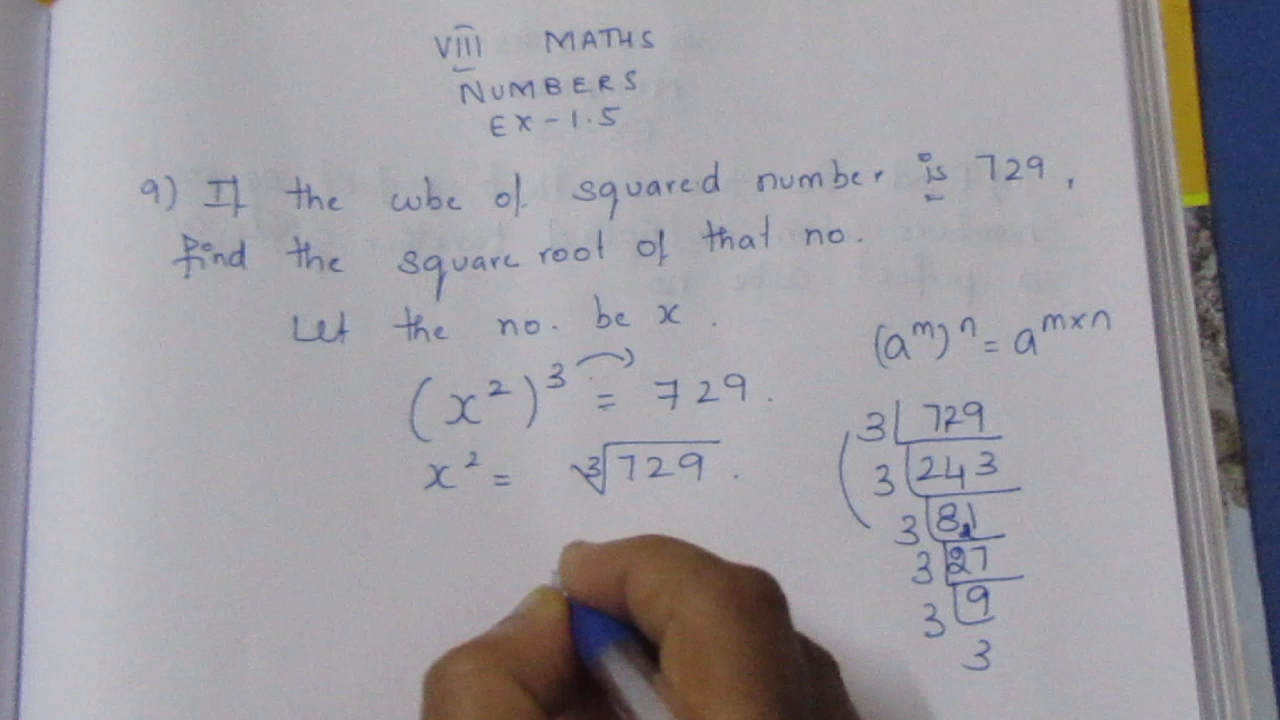 VIII MATHS
NUMBERS
EX-1.5
9) If the cube of squared number is 729,
find the square root of that no.
Let the no. be x.
(aᵐ)ⁿ = aᵐˣⁿ
(x²)³ = 729.
x² = ∛729.
3 729
3 243
3 81
3 27
3 9
3